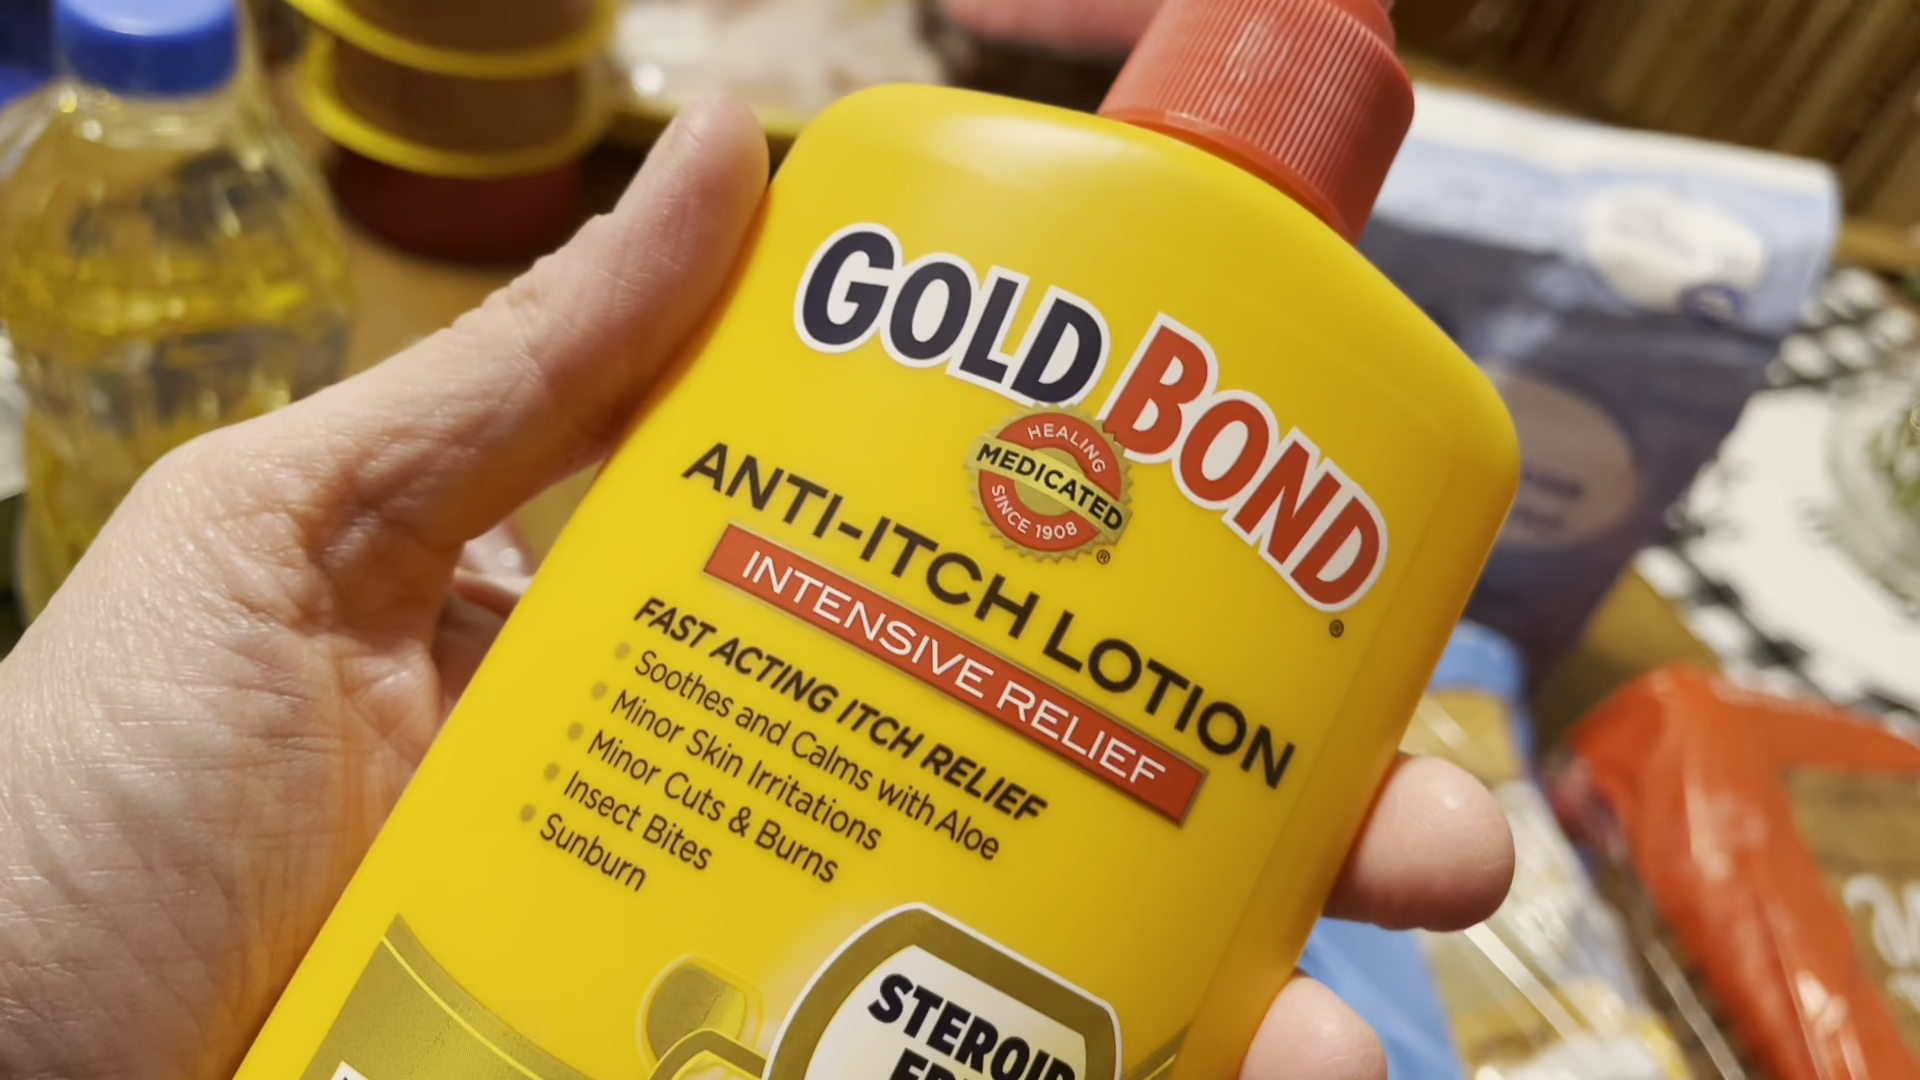 GOLD BOND®
HEALING
MEDICATED
SINCE 1908
®
ANTI-ITCH LOTION
INTENSIVE RELIEF
FAST ACTING ITCH RELIEF
• Soothes and Calms with Aloe
• Minor Skin Irritations
• Minor Cuts & Burns
• Insect Bites
• Sunburn
STEROID